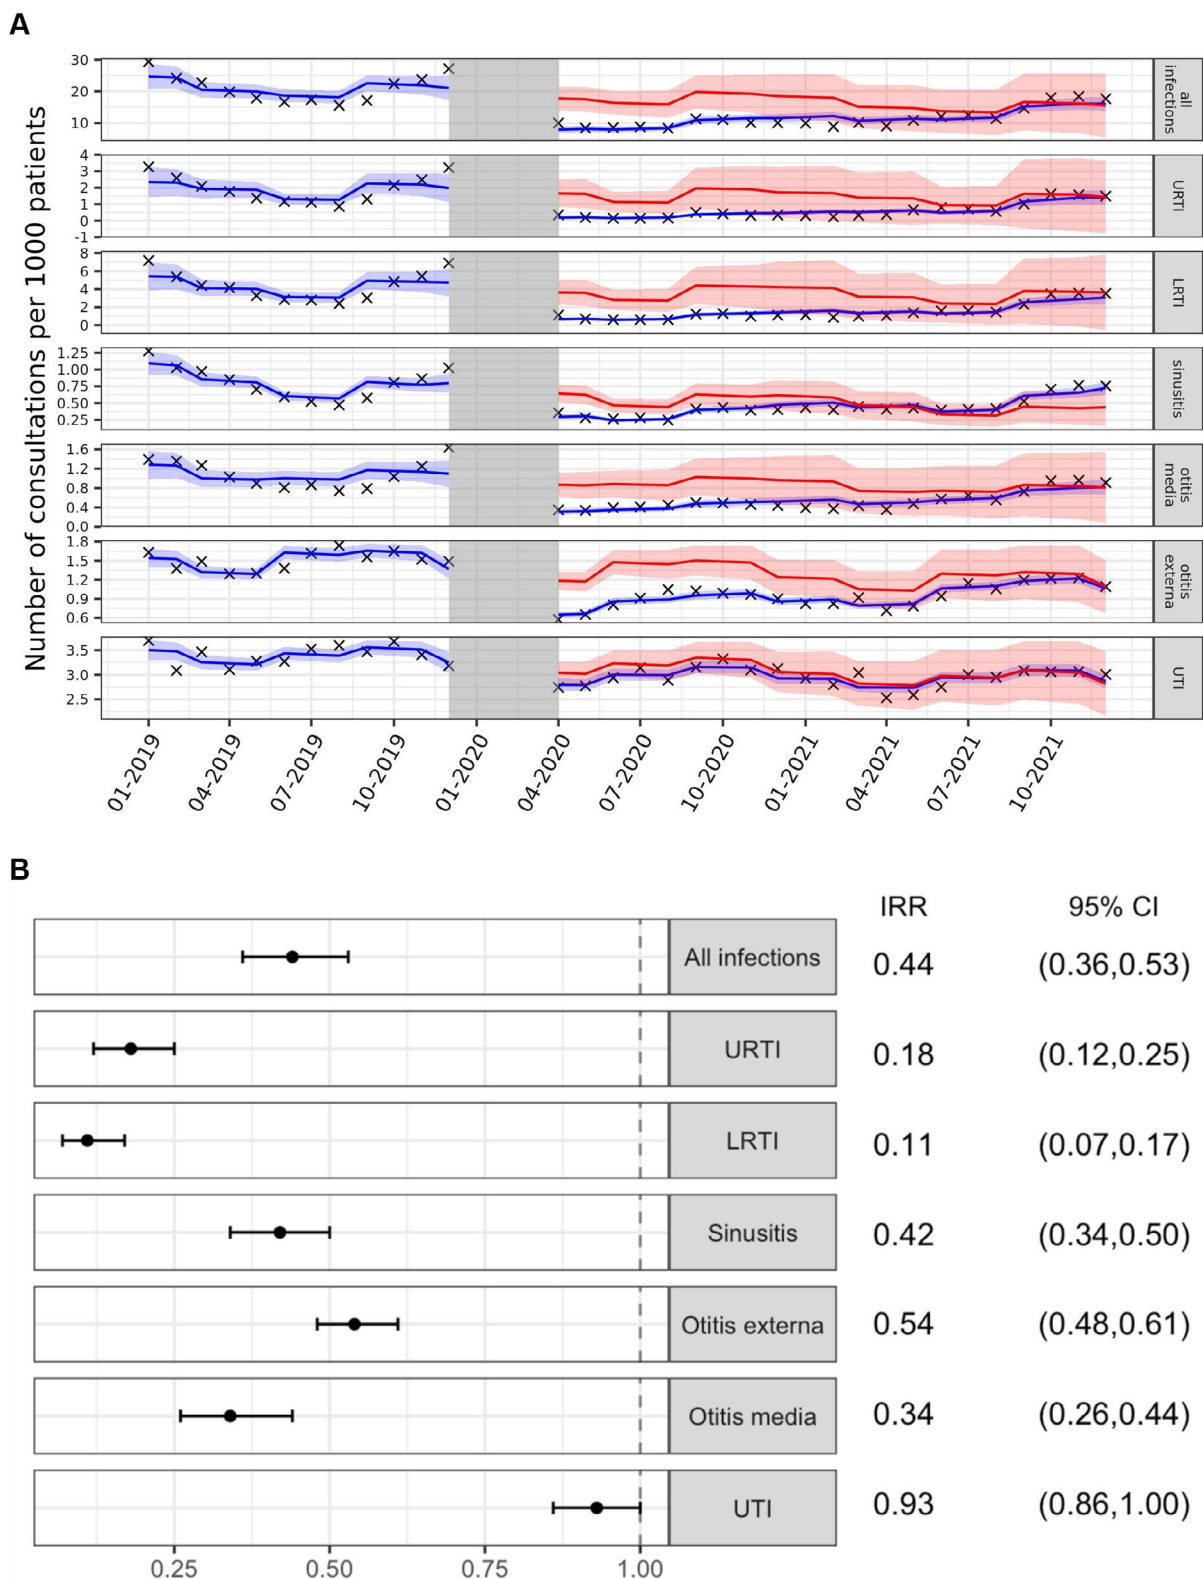 A
Number of consultations per 1000 patients
30
20
10
all
infections
4
3
2
1
0
-1
URTI
8
6
4
2
0
LRTI
1.25
1.00
0.75
0.50
0.25
sinusitis
1.6
1.2
0.8
0.4
0.0
otitis
media
1.8
1.5
1.2
0.9
0.6
otitis
externa
3.5
3.0
2.5
UTI
01-2019
04-2019
07-2019
10-2019
01-2020
04-2020
07-2020
10-2020
01-2021
04-2021
07-2021
10-2021
B
IRR 95% CI
All infections 0.44 (0.36,0.53)
URTI 0.18 (0.12,0.25)
LRTI 0.11 (0.07,0.17)
Sinusitis 0.42 (0.34,0.50)
Otitis externa 0.54 (0.48,0.61)
Otitis media 0.34 (0.26,0.44)
UTI 0.93 (0.86,1.00)
0.25 0.50 0.75 1.00